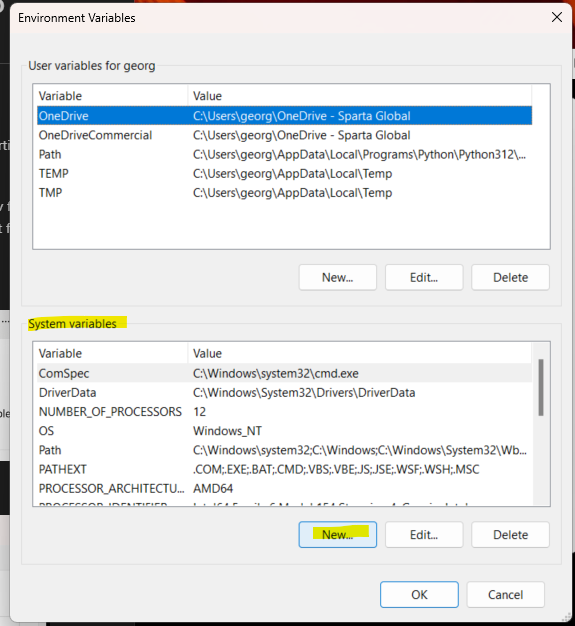 Environment Variables
User variables for georg
Variable Value
OneDrive C:\Users\georg\OneDrive - Sparta Global
OneDriveCommercial C:\Users\georg\OneDrive - Sparta Global
Path C:\Users\georg\AppData\Local\Programs\Python\Python312\...
TEMP C:\Users\georg\AppData\Local\Temp
TMP C:\Users\georg\AppData\Local\Temp
New... Edit... Delete
System variables
Variable Value
ComSpec C:\Windows\system32\cmd.exe
DriverData C:\Windows\System32\Drivers\DriverData
NUMBER_OF_PROCESSORS 12
OS Windows_NT
Path C:\Windows\system32;C:\Windows;C:\Windows\System32\Wb...
PATHEXT .COM;.EXE;.BAT;.CMD;.VBS;.VBE;.JS;.JSE;.WSF;.WSH;.MSC
PROCESSOR_ARCHITECTU... AMD64
New... Edit... Delete
OK Cancel